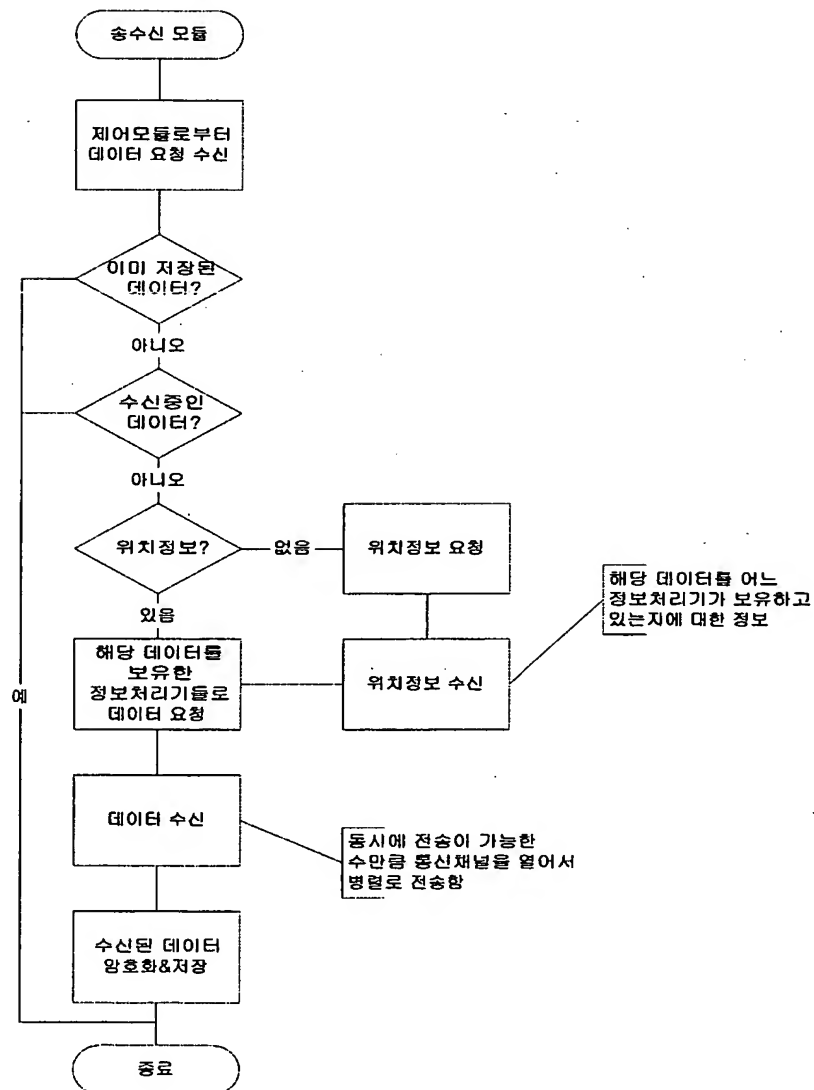 송수신 모듈
제어모듈로부터
데이터 요청 수신
이미 저장된
데이터?
아니오
수신중인
데이터?
아니오
위치정보?
없음
위치정보 요청
있음
해당 데이터를 어느
정보처리기가 보유하고
있는지에 대한 정보
해당 데이터를
보유한
정보처리기들로
데이터 요청
위치정보 수신
예
데이터 수신
동시에 전송이 가능한
수만큼 통신채널을 열어서
병렬로 전송함
수신된 데이터
암호화&저장
종료